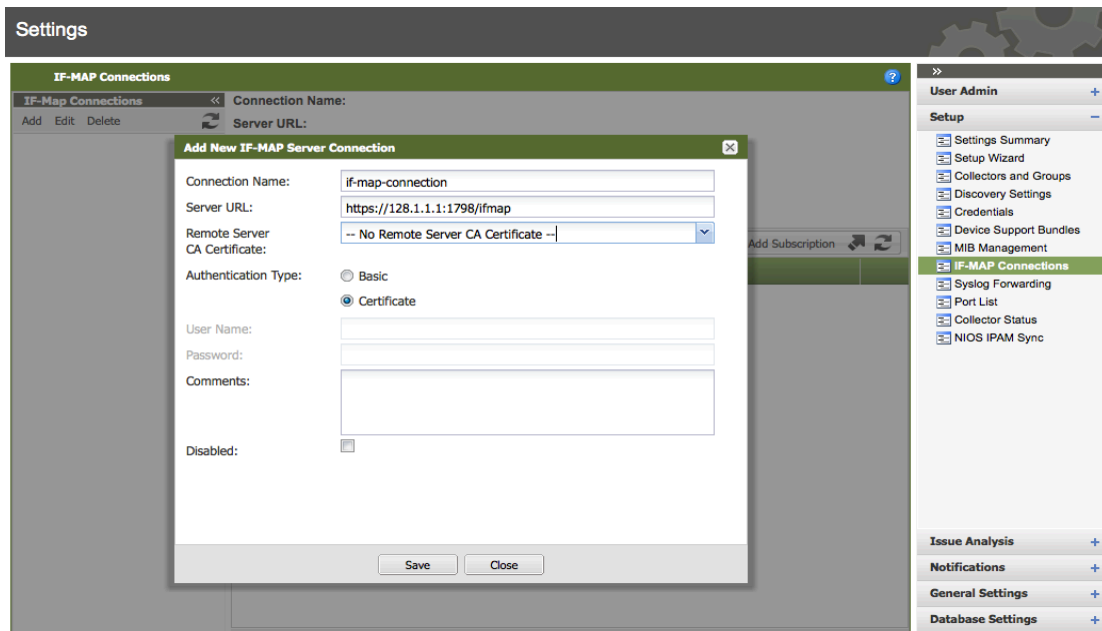 Settings
IF-MAP Connections
IF-Map Connections «
Add Edit Delete
Connection Name:
Server URL:
Add New IF-MAP Server Connection
Connection Name: if-map-connection
Server URL: https://128.1.1.1:1798/ifmap
Remote Server
CA Certificate: -- No Remote Server CA Certificate --
Authentication Type: Basic
Certificate
User Name:
Password:
Comments:
Disabled:
Save Close
Add Subscription
»
User Admin +
Setup −
Settings Summary
Setup Wizard
Collectors and Groups
Discovery Settings
Credentials
Device Support Bundles
MIB Management
IF-MAP Connections
Syslog Forwarding
Port List
Collector Status
NIOS IPAM Sync
Issue Analysis +
Notifications +
General Settings +
Database Settings +